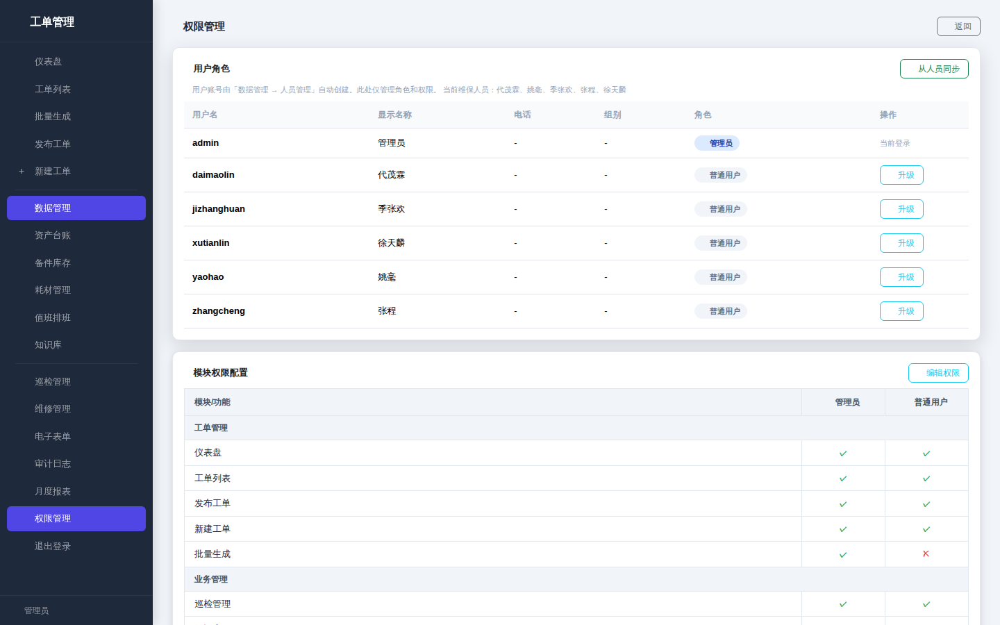 工单管理
仪表盘
工单列表
批量生成
发布工单
+ 新建工单
数据管理
资产台账
备件库存
耗材管理
值班排班
知识库
巡检管理
维修管理
电子表单
审计日志
月度报表
权限管理
退出登录
管理员
权限管理 返回
用户角色 从人员同步
用户账号由「数据管理 → 人员管理」自动创建。此处仅管理角色和权限。 当前维保人员：代茂霖、姚毫、季张欢、张程、徐天麟
用户名 显示名称 电话 组别 角色 操作
admin 管理员 - - 管理员 当前登录
daimaolin 代茂霖 - - 普通用户 升级
jizhanghuan 季张欢 - - 普通用户 升级
xutianlin 徐天麟 - - 普通用户 升级
yaohao 姚毫 - - 普通用户 升级
zhangcheng 张程 - - 普通用户 升级
模块权限配置 编辑权限
模块/功能 管理员 普通用户
工单管理
仪表盘 ✓ ✓
工单列表 ✓ ✓
发布工单 ✓ ✓
新建工单 ✓ ✓
批量生成 ✓ ✗
业务管理
巡检管理 ✓ ✓